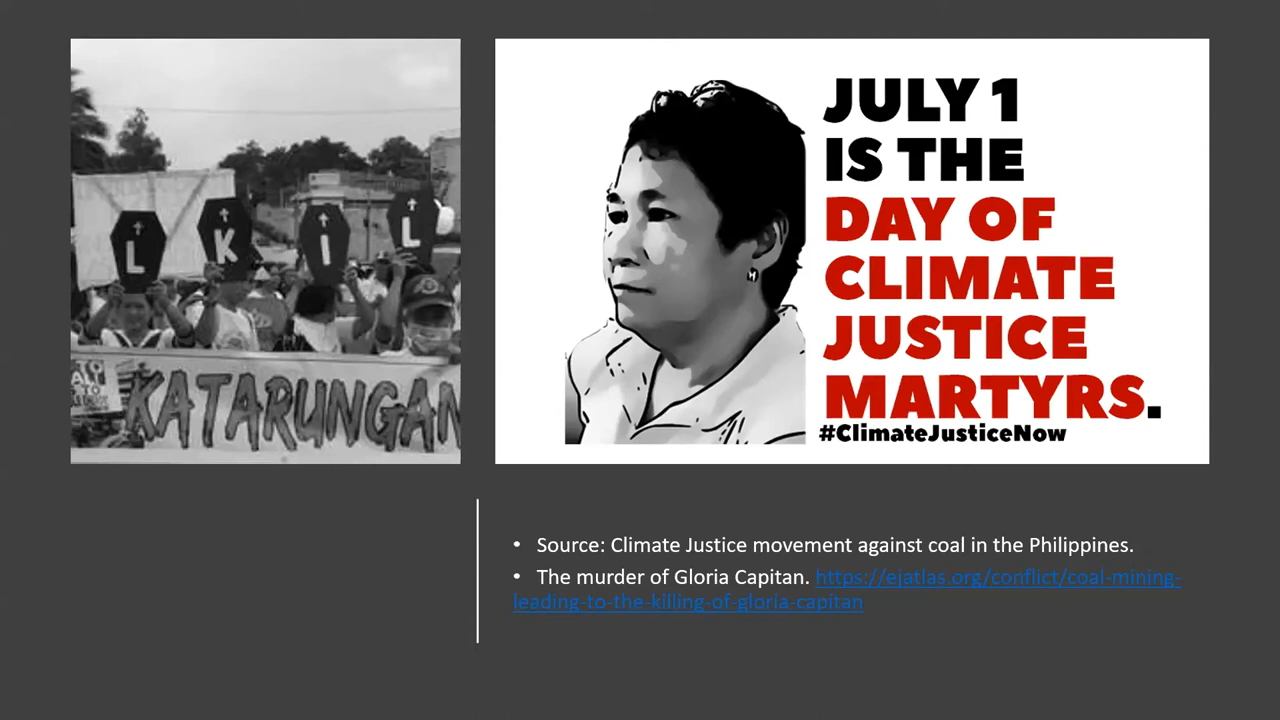 L K I L
KATARUNGAN
JULY 1
IS THE
DAY OF
CLIMATE
JUSTICE
MARTYRS.
#ClimateJusticeNow
• Source: Climate Justice movement against coal in the Philippines.
• The murder of Gloria Capitan. https://ejatlas.org/conflict/coal-mining-
leading-to-the-killing-of-gloria-capitan